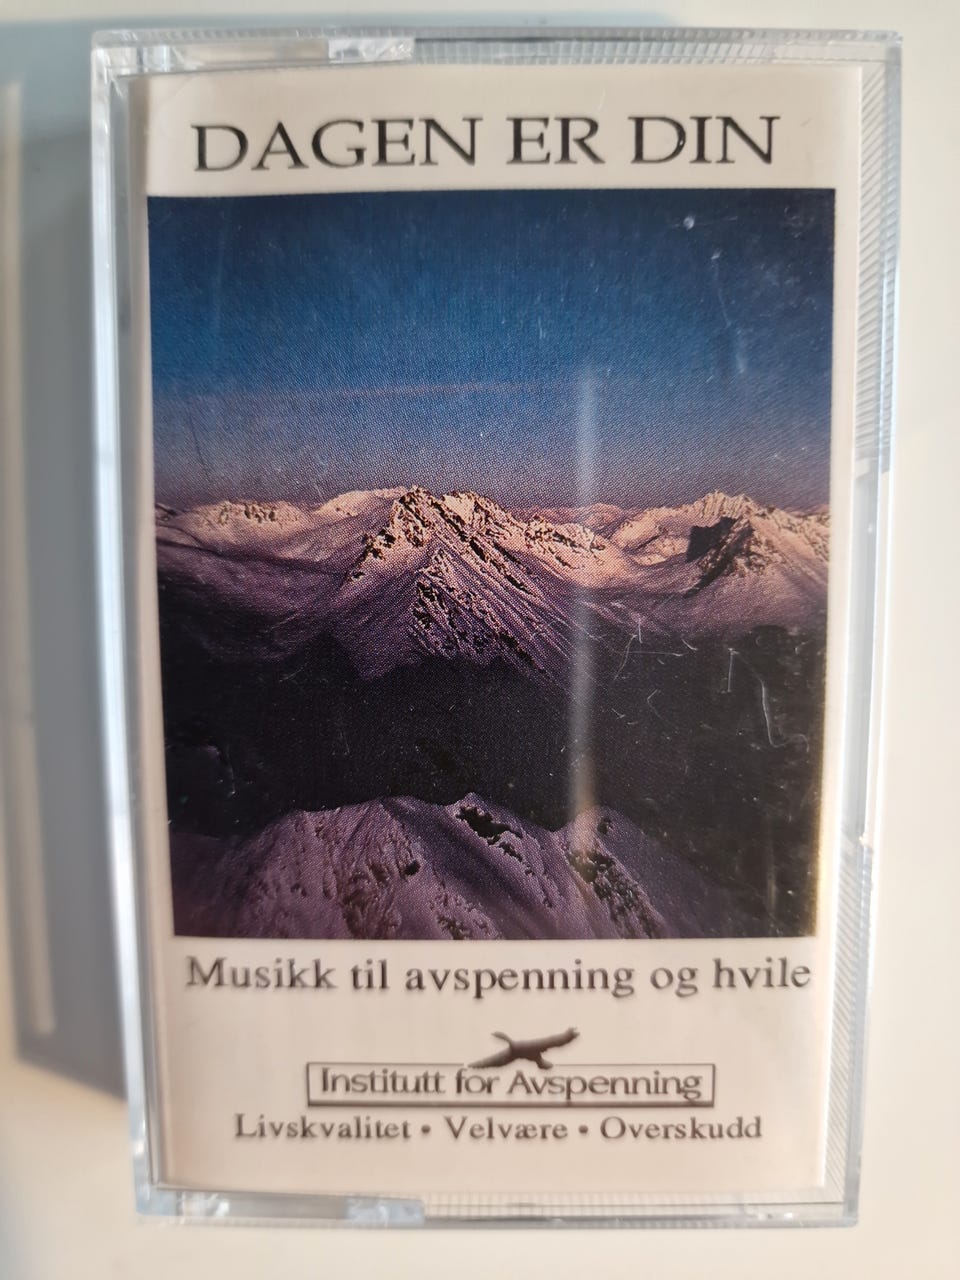 DAGEN ER DIN
Musikk til avspenning og hvile
Institutt for Avspenning
Livskvalitet • Velvære • Overskudd